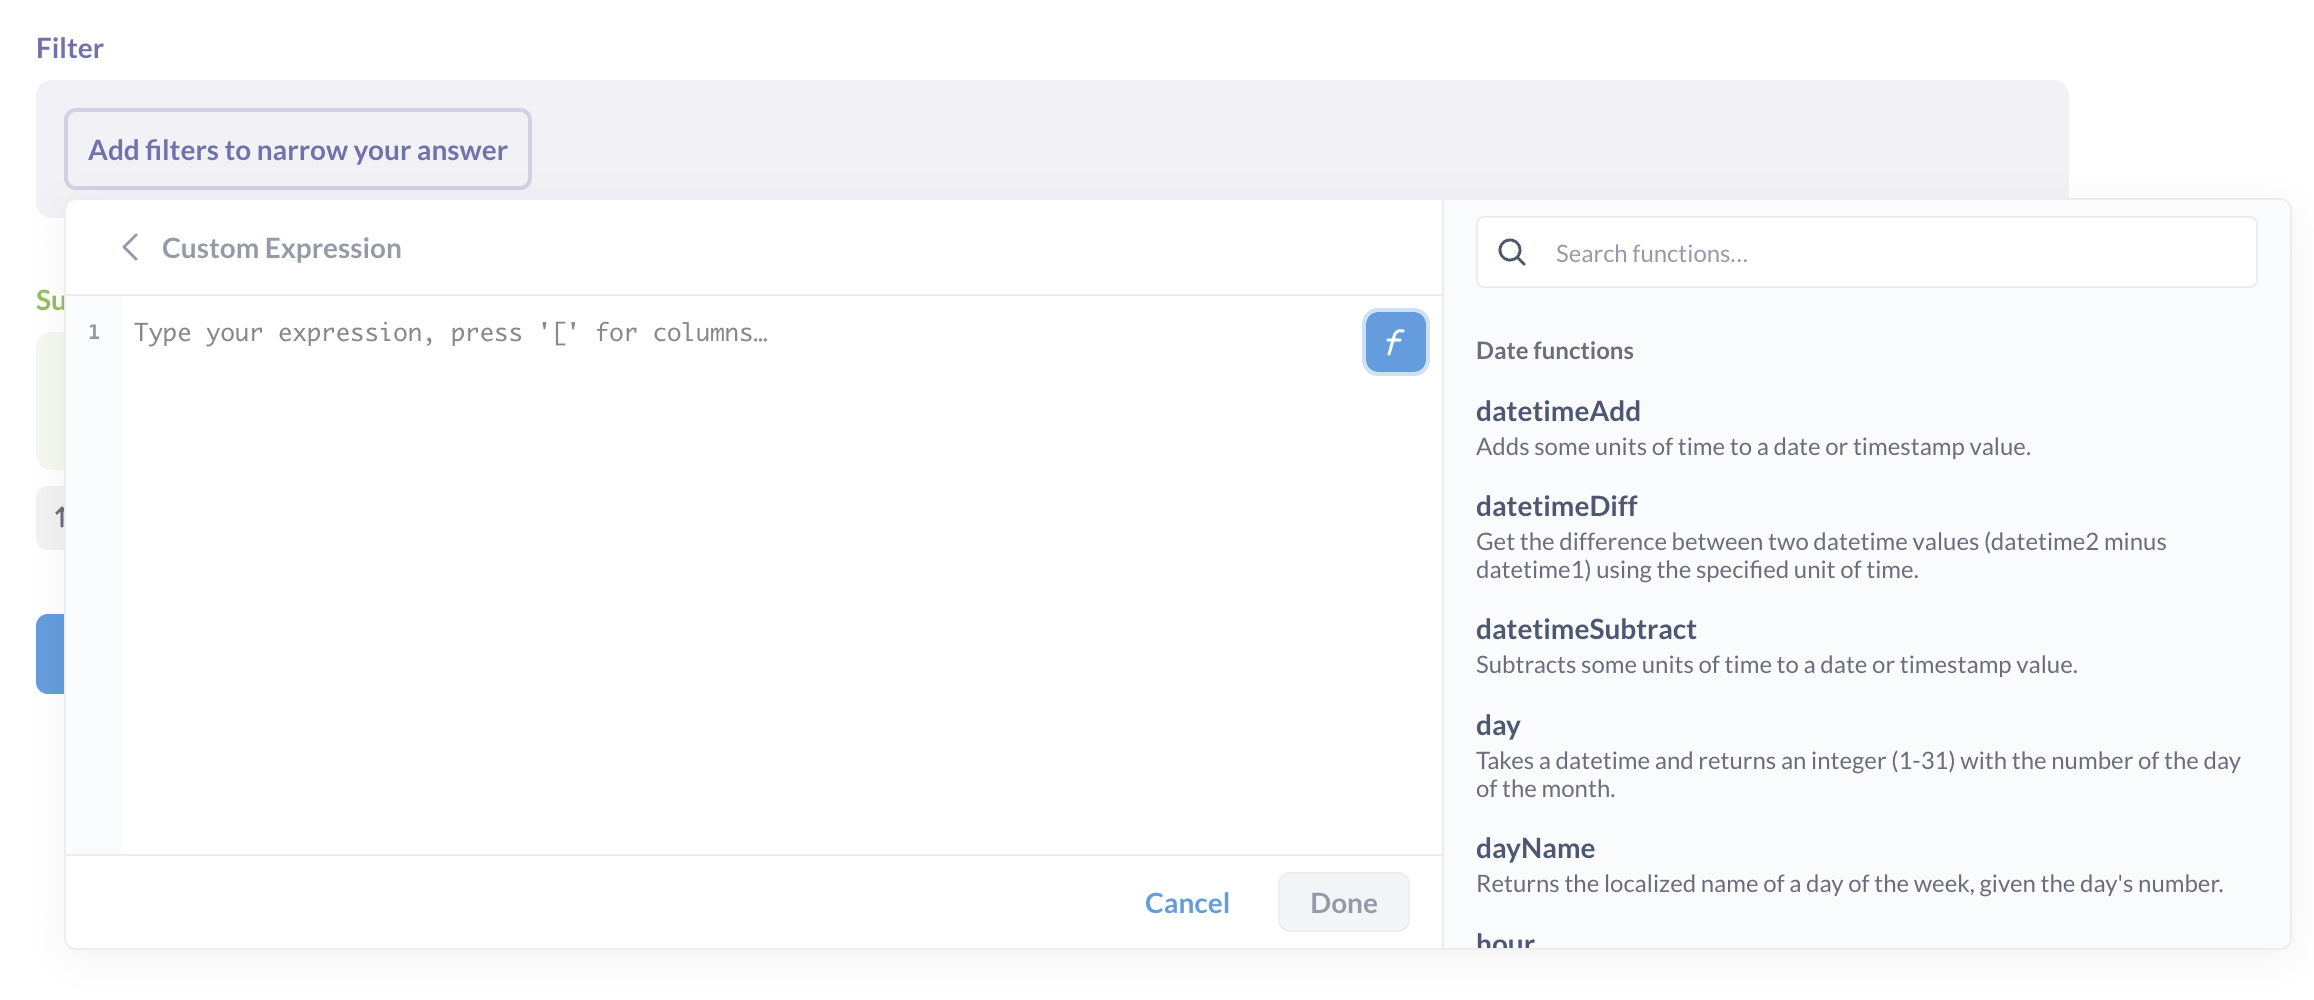 Filter
Add filters to narrow your answer
Custom Expression
Su
1
Type your expression, press '[' for columns…
f
Cancel
Done
Search functions…
Date functions
datetimeAdd
Adds some units of time to a date or timestamp value.
datetimeDiff
Get the difference between two datetime values (datetime2 minus
datetime1) using the specified unit of time.
datetimeSubtract
Subtracts some units of time to a date or timestamp value.
day
Takes a datetime and returns an integer (1-31) with the number of the day
of the month.
dayName
Returns the localized name of a day of the week, given the day's number.
hour